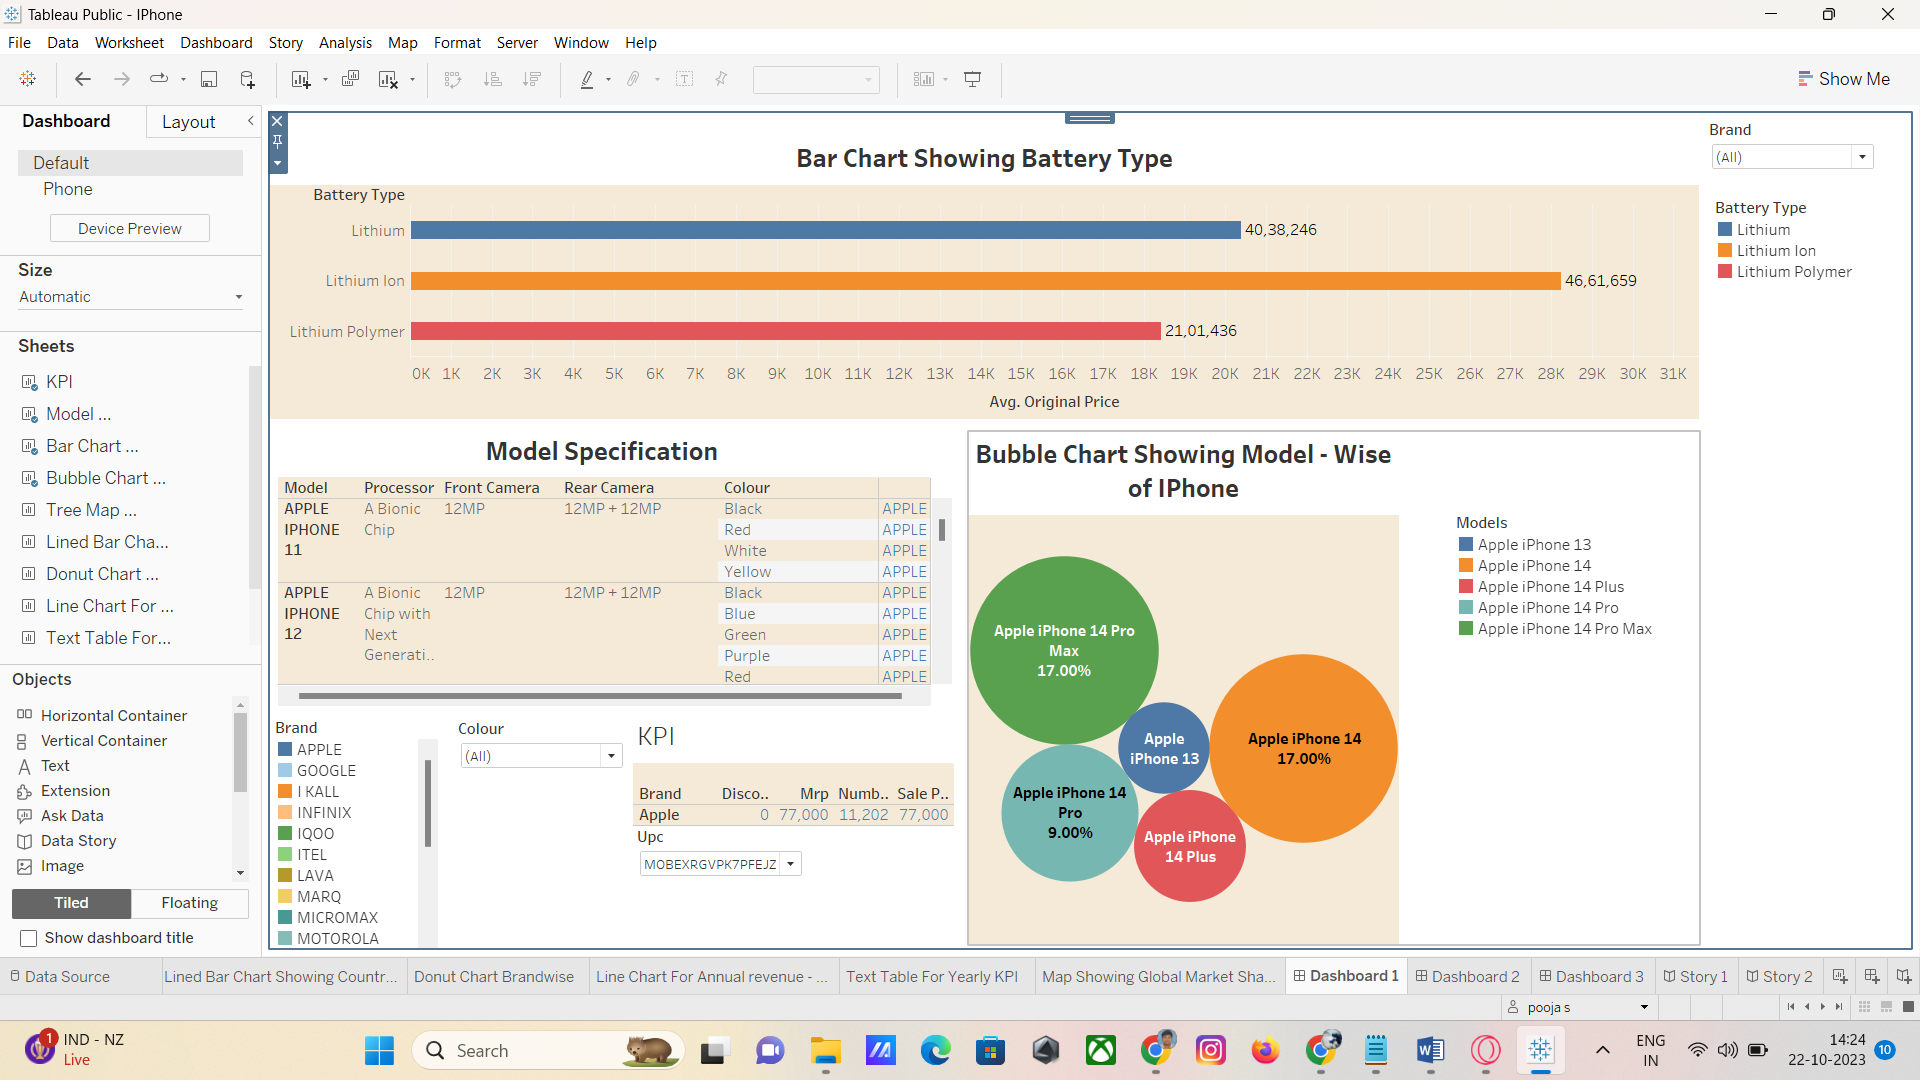 Tableau Public - IPhone
File Data Worksheet Dashboard Story Analysis Map Format Server Window Help
Show Me
Dashboard Layout
Default
Phone
Device Preview
Size
Automatic
Sheets
KPI
Model ...
Bar Chart ...
Bubble Chart ...
Tree Map ...
Lined Bar Cha...
Donut Chart ...
Line Chart For ...
Text Table For...
Objects
Horizontal Container
Vertical Container
Text
Extension
Ask Data
Data Story
Image
Tiled Floating
Show dashboard title
Bar Chart Showing Battery Type
Battery Type
Lithium 40,38,246
Lithium Ion 46,61,659
Lithium Polymer 21,01,436
0K 1K 2K 3K 4K 5K 6K 7K 8K 9K 10K 11K 12K 13K 14K 15K 16K 17K 18K 19K 20K 21K 22K 23K 24K 25K 26K 27K 28K 29K 30K 31K
Avg. Original Price
Brand
(All)
Battery Type
Lithium
Lithium Ion
Lithium Polymer
Model Specification
Model Processor Front Camera Rear Camera Colour
APPLE A Bionic 12MP 12MP + 12MP Black APPLE
IPHONE Chip Red APPLE
11 White APPLE
Yellow APPLE
APPLE A Bionic 12MP 12MP + 12MP Black APPLE
IPHONE Chip with Blue APPLE
12 Next Green APPLE
Generati.. Purple APPLE
Red APPLE
Brand
APPLE
GOOGLE
I KALL
INFINIX
IQOO
ITEL
LAVA
MARQ
MICROMAX
MOTOROLA
Colour
(All)
KPI
Brand Disco.. Mrp Numb.. Sale P..
Apple 0 77,000 11,202 77,000
Upc
MOBEXRGVPK7PFEJZ
Bubble Chart Showing Model - Wise
of IPhone
Apple iPhone 14 Pro
Max
17.00%
Apple
iPhone 13
Apple iPhone 14
17.00%
Apple iPhone 14
Pro
9.00%
Apple iPhone
14 Plus
Models
Apple iPhone 13
Apple iPhone 14
Apple iPhone 14 Plus
Apple iPhone 14 Pro
Apple iPhone 14 Pro Max
Data Source Lined Bar Chart Showing Countr... Donut Chart Brandwise Line Chart For Annual revenue - ... Text Table For Yearly KPI Map Showing Global Market Sha... Dashboard 1 Dashboard 2 Dashboard 3 Story 1 Story 2
pooja s
1 IND - NZ
Live
Search
ENG
IN
14:24
22-10-2023
10